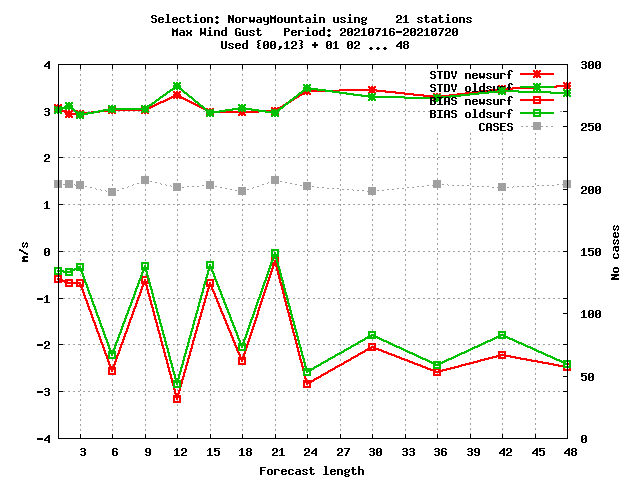 Selection: NorwayMountain using    21 stations
Max Wind Gust   Period: 20210716-20210720
Used {00,12} + 01 02 ... 48
4
3
2
1
0
-1
-2
-3
-4
m/s
300
250
200
150
100
50
0
No cases
STDV newsurf
STDV oldsurf
BIAS newsurf
BIAS oldsurf
CASES
3 6 9 12 15 18 21 24 27 30 33 36 39 42 45 48
Forecast length